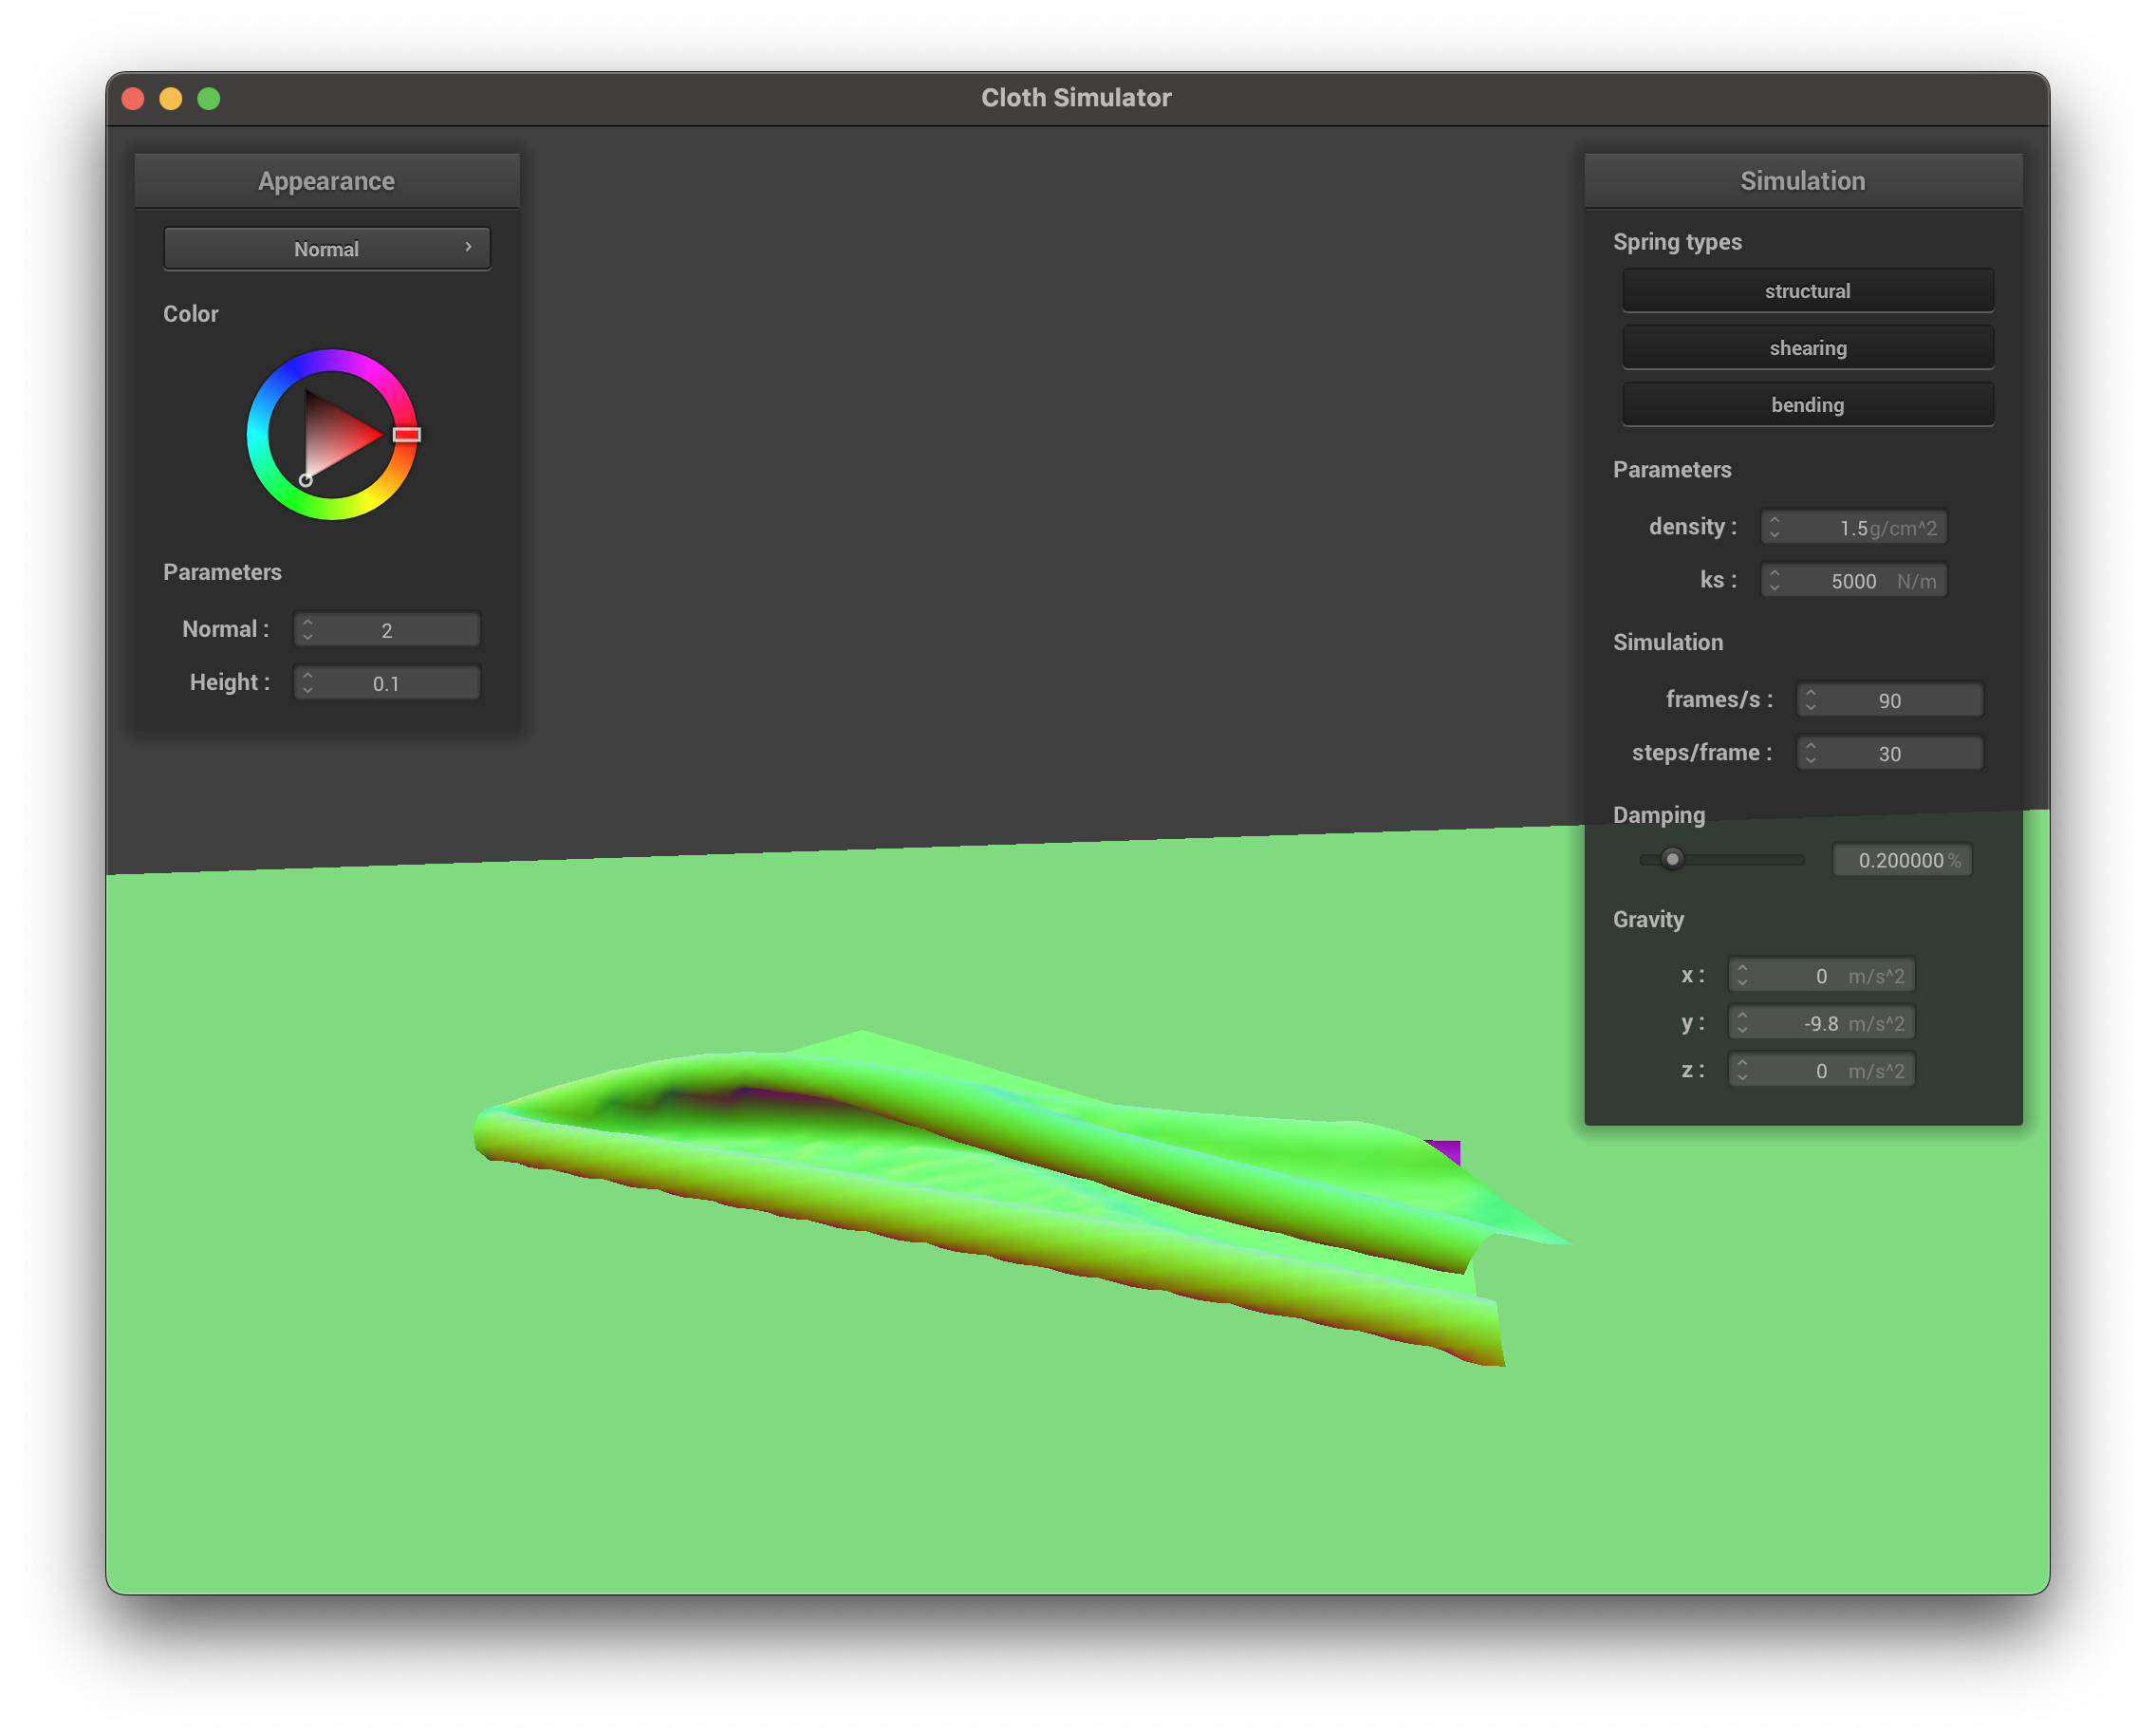 Cloth Simulator
Appearance
Normal
Color
Parameters
Normal : 2
Height : 0.1
Simulation
Spring types
structural
shearing
bending
Parameters
density : 1.5 g/cm^2
ks : 5000 N/m
Simulation
frames/s : 90
steps/frame : 30
Damping
0.200000 %
Gravity
x : 0 m/s^2
y : -9.8 m/s^2
z : 0 m/s^2